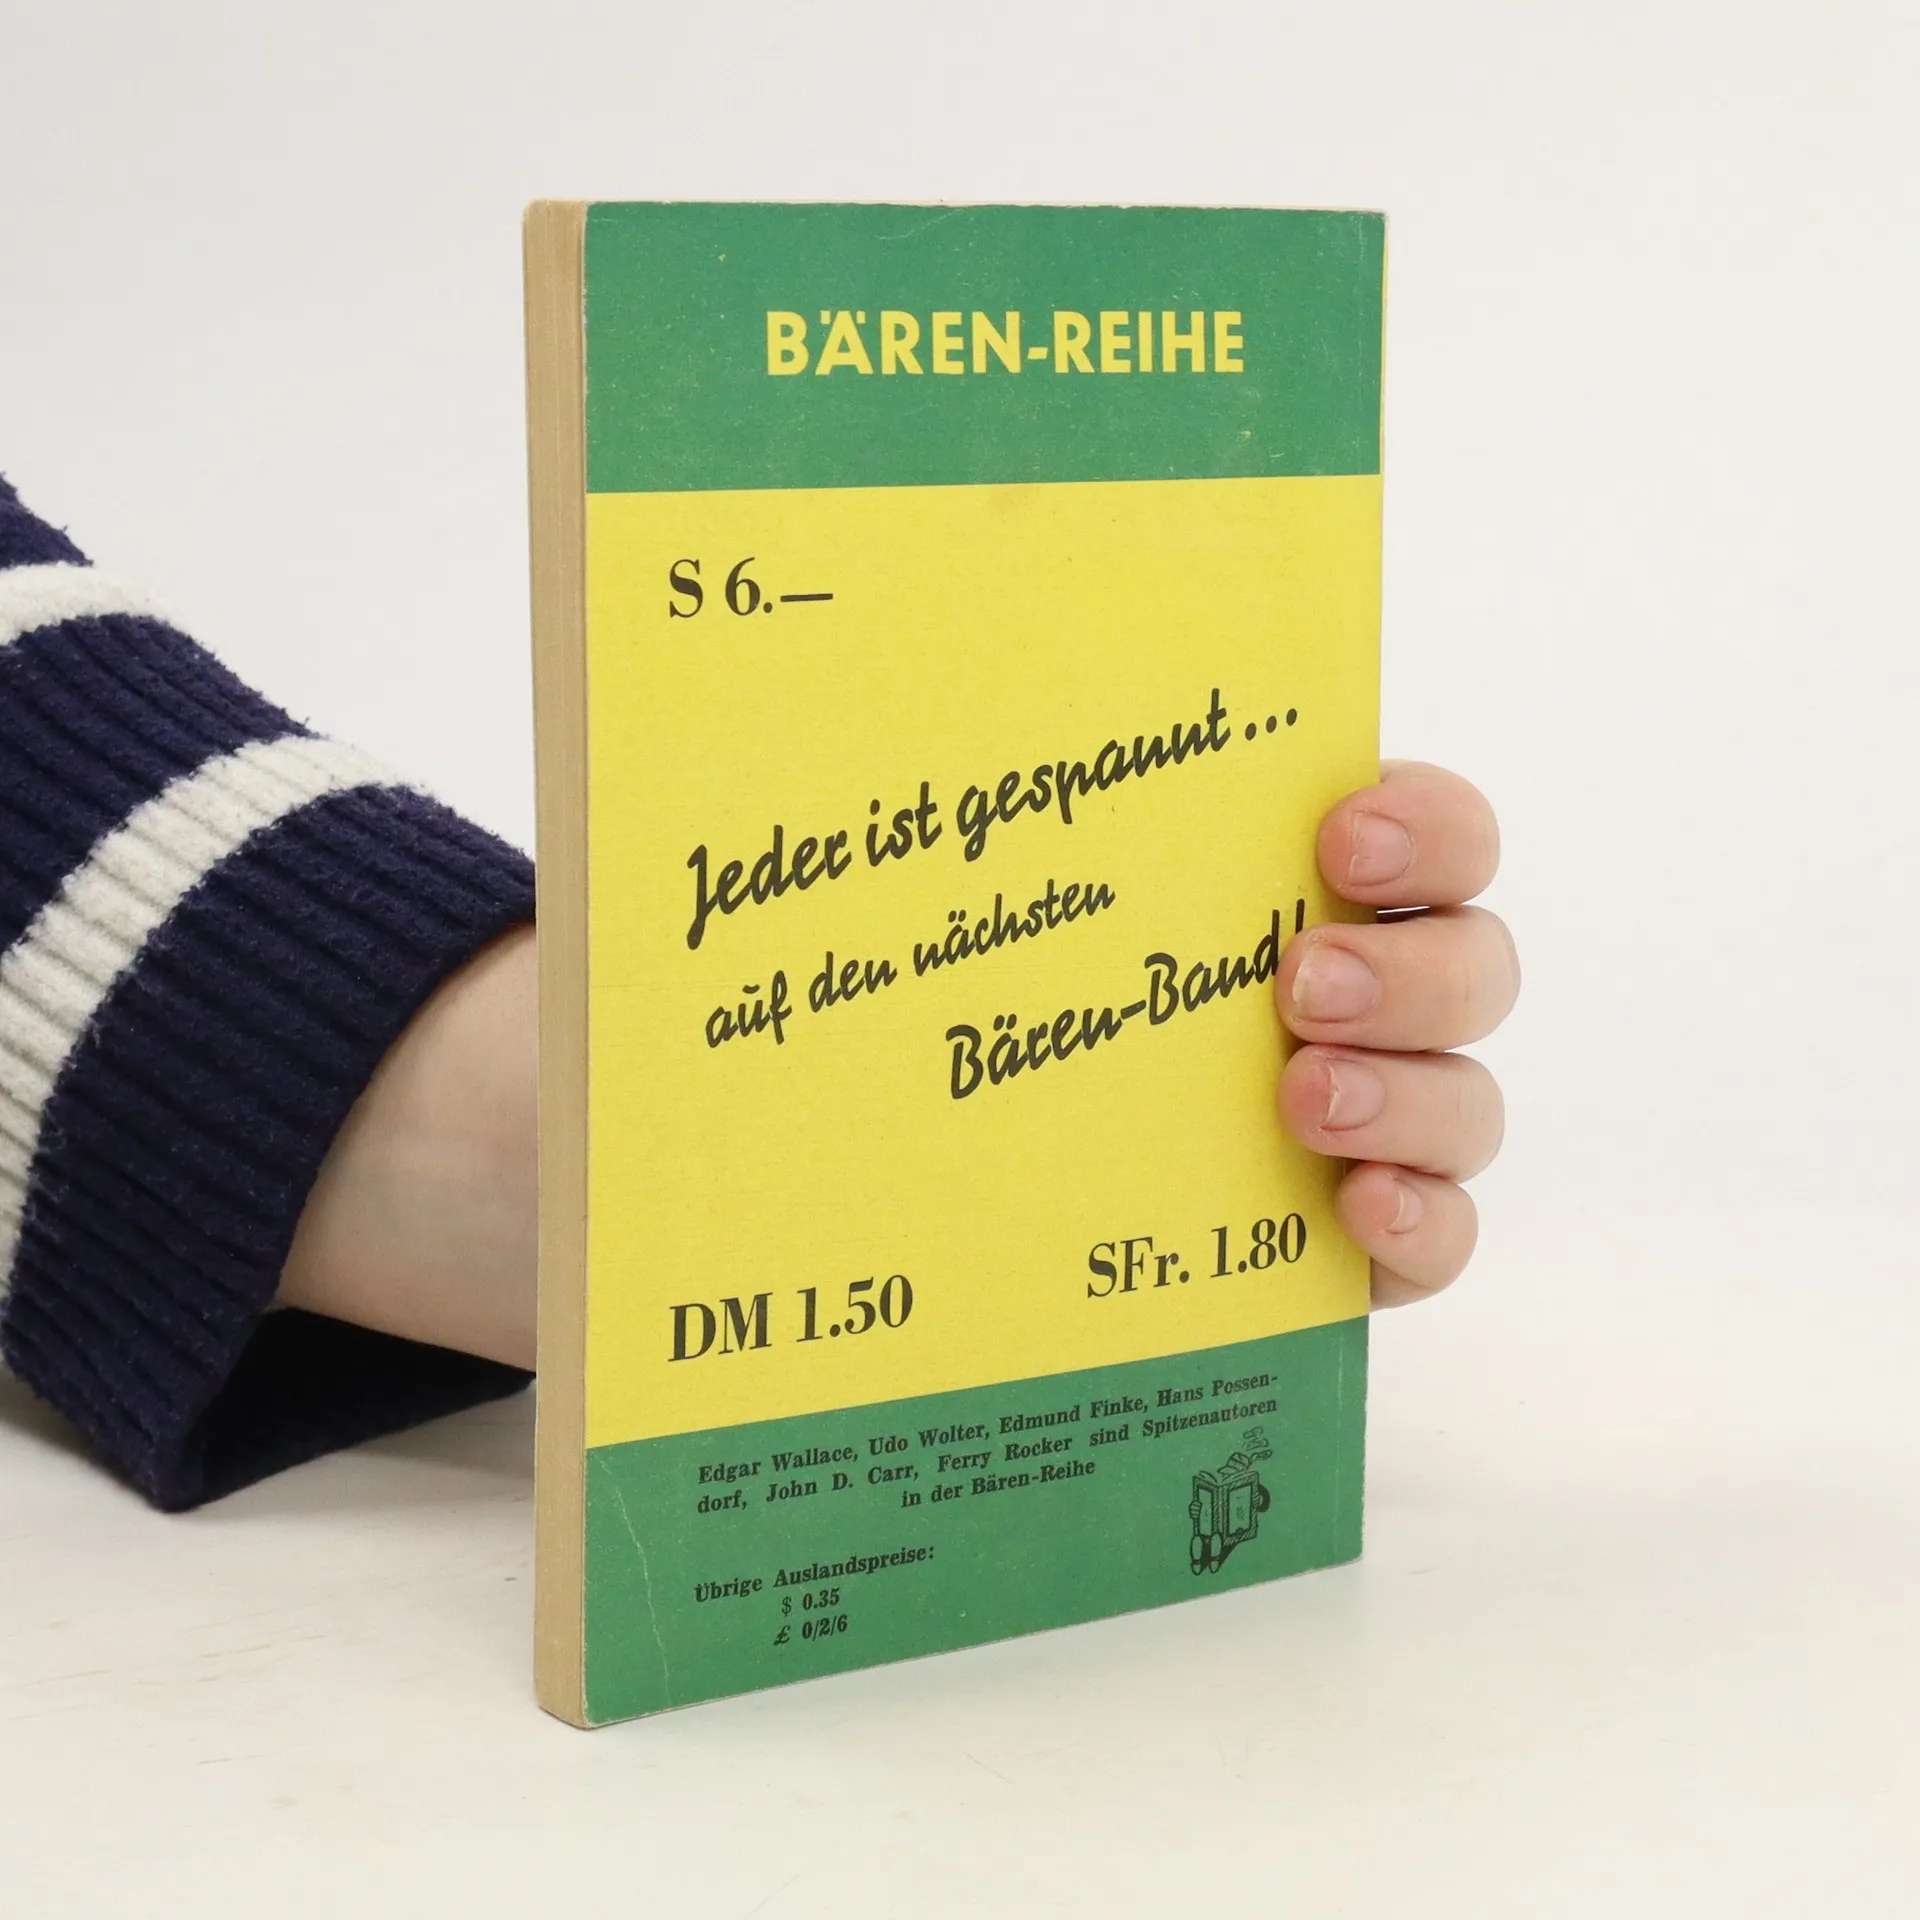 BÄREN-REIHE
S 6.—
Jeder ist gespannt ...
auf den nächsten
Bären-Band!
DM 1.50
SFr. 1.80
Edgar Wallace, Udo Wolter, Edmund Finke, Hans Possen-
dorf, John D. Carr, Ferry Rocker sind Spitzenautoren
in der Bären-Reihe
Übrige Auslandspreise:
$ 0.35
£ 0/2/6